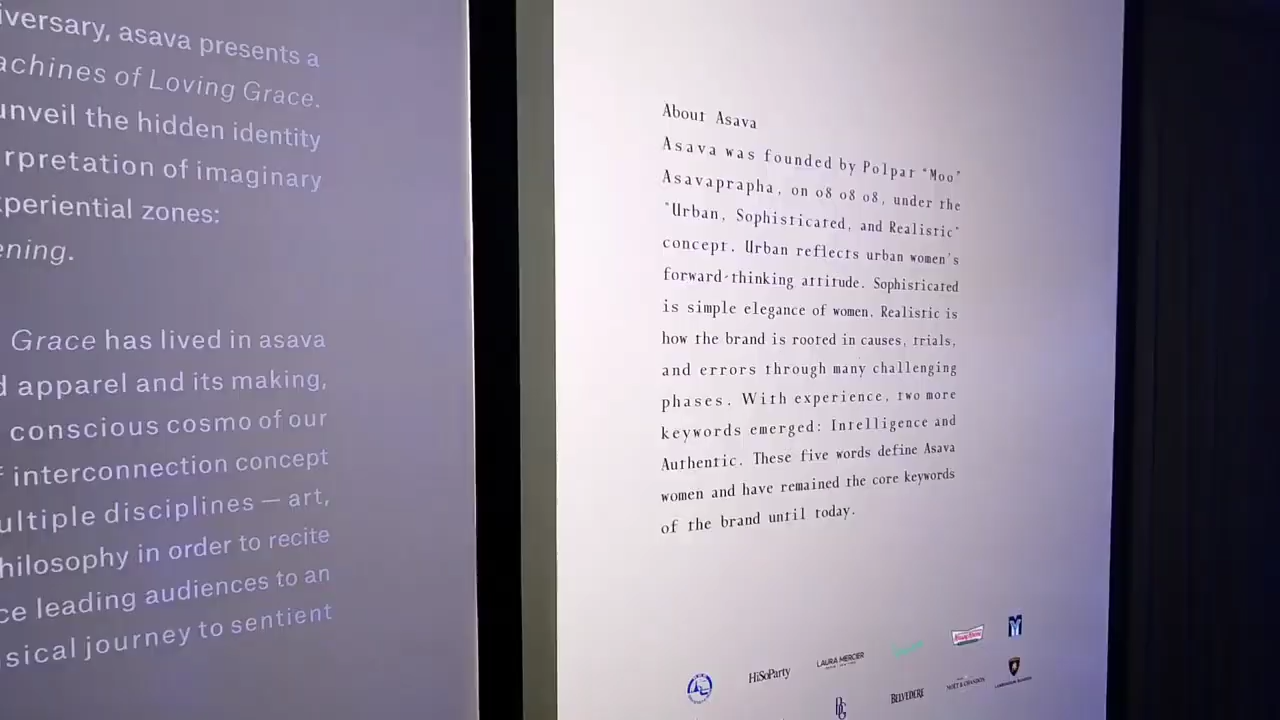 iversary, asava presents a
achines of Loving Grace.
unveil the hidden identity
rpretation of imaginary
xperiential zones:
ening.
Grace has lived in asava
d apparel and its making,
conscious cosmo of our
f interconnection concept
ultiple disciplines — art,
hilosophy in order to recite
ce leading audiences to an
sical journey to sentient
About Asava
Asava was founded by Polpar "Moo"
Asavaprapha, on 08 08 08, under the
"Urban, Sophisticated, and Realistic"
concept. Urban reflects urban women's
forward-thinking attitude. Sophisticated
is simple elegance of women. Realistic is
how the brand is rooted in causes, trials,
and errors through many challenging
phases. With experience, two more
keywords emerged: Intelligence and
Authentic. These five words define Asava
women and have remained the core keywords
of the brand until today.
HiSoParty
LAURA MERCIER
BELVEDERE
MOËT & CHANDON